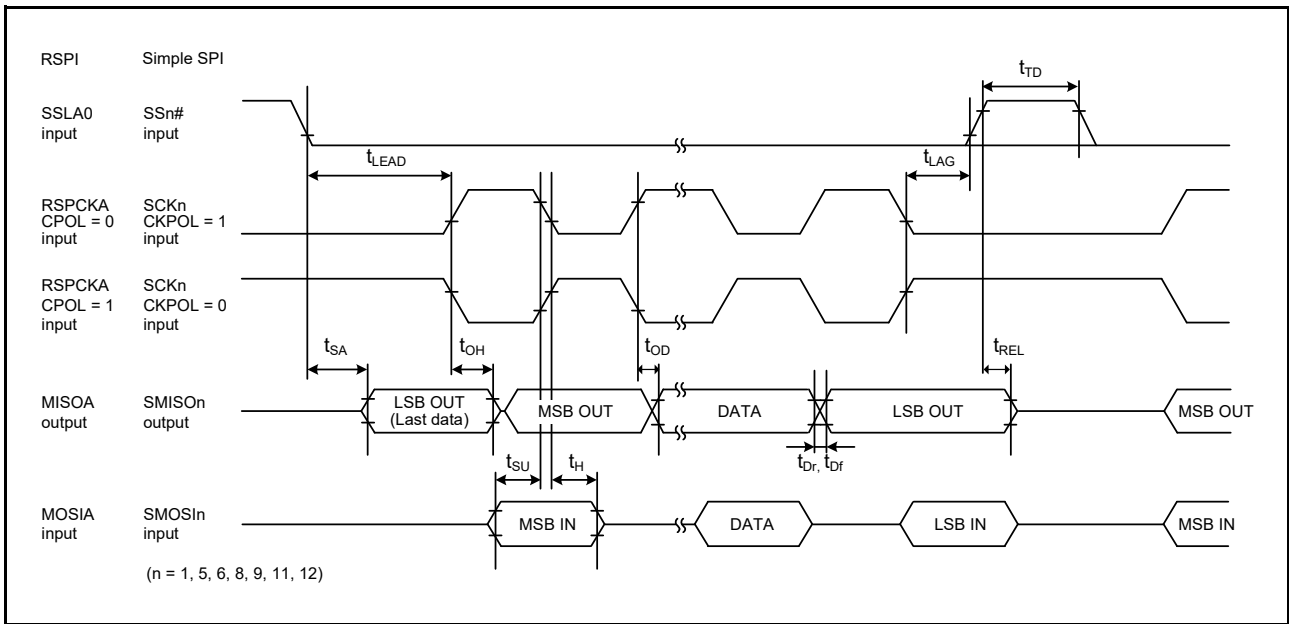 RSPI Simple SPI
tTD
SSLA0 SSn#
input input
tLEAD
tLAG
RSPCKA SCKn
CPOL = 0 CKPOL = 1
input input
RSPCKA SCKn
CPOL = 1 CKPOL = 0
input input
tSA tOH tOD tREL
MISOA SMISOn
output output
LSB OUT
(Last data)
MSB OUT DATA LSB OUT MSB OUT
tSU tH tDr, tDf
MOSIA SMOSIn
input input
MSB IN DATA LSB IN MSB IN
(n = 1, 5, 6, 8, 9, 11, 12)